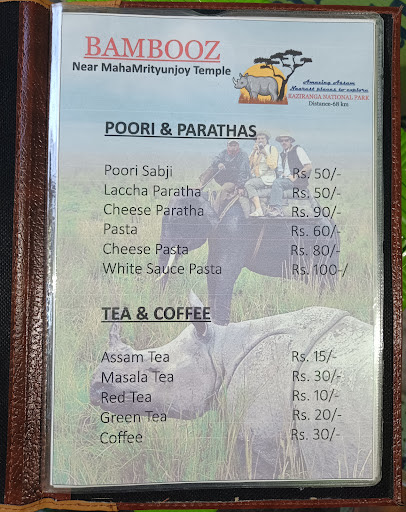 BAMBOOZ
Near MahaMrityunjoy Temple
Amazing Assam
Nearest places to explore
KAZIRANGA NATIONAL PARK
Distance-68 km
POORI & PARATHAS
Poori Sabji Rs. 50/-
Laccha Paratha Rs. 50/-
Cheese Paratha Rs. 90/-
Pasta Rs. 60/-
Cheese Pasta Rs. 80/-
White Sauce Pasta Rs. 100-/
TEA & COFFEE
Assam Tea Rs. 15/-
Masala Tea Rs. 30/-
Red Tea Rs. 10/-
Green Tea Rs. 20/-
Coffee Rs. 30/-